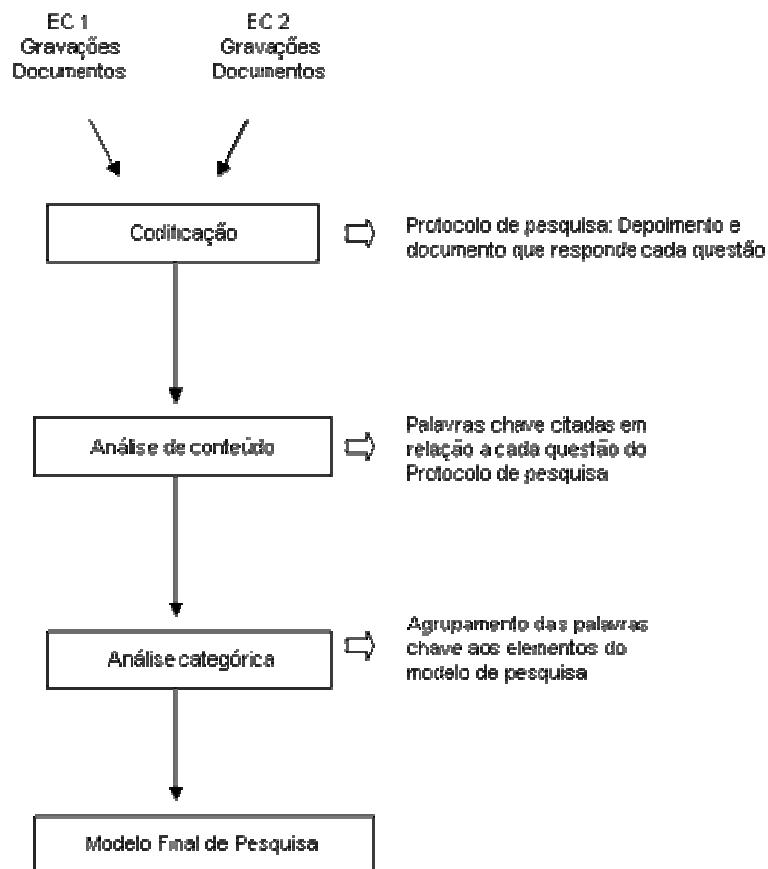 EC 1
Gravações
Documentos
EC 2
Gravações
Documentos
Codificação
Protocolo de pesquisa: Depoimento e
documento que responde cada questão
Análise de conteúdo
Palavras chave citadas em
relação a cada questão do
Protocolo de pesquisa
Análise categórica
Agrupamento das palavras
chave aos elementos do
modelo de pesquisa
Modelo Final de Pesquisa